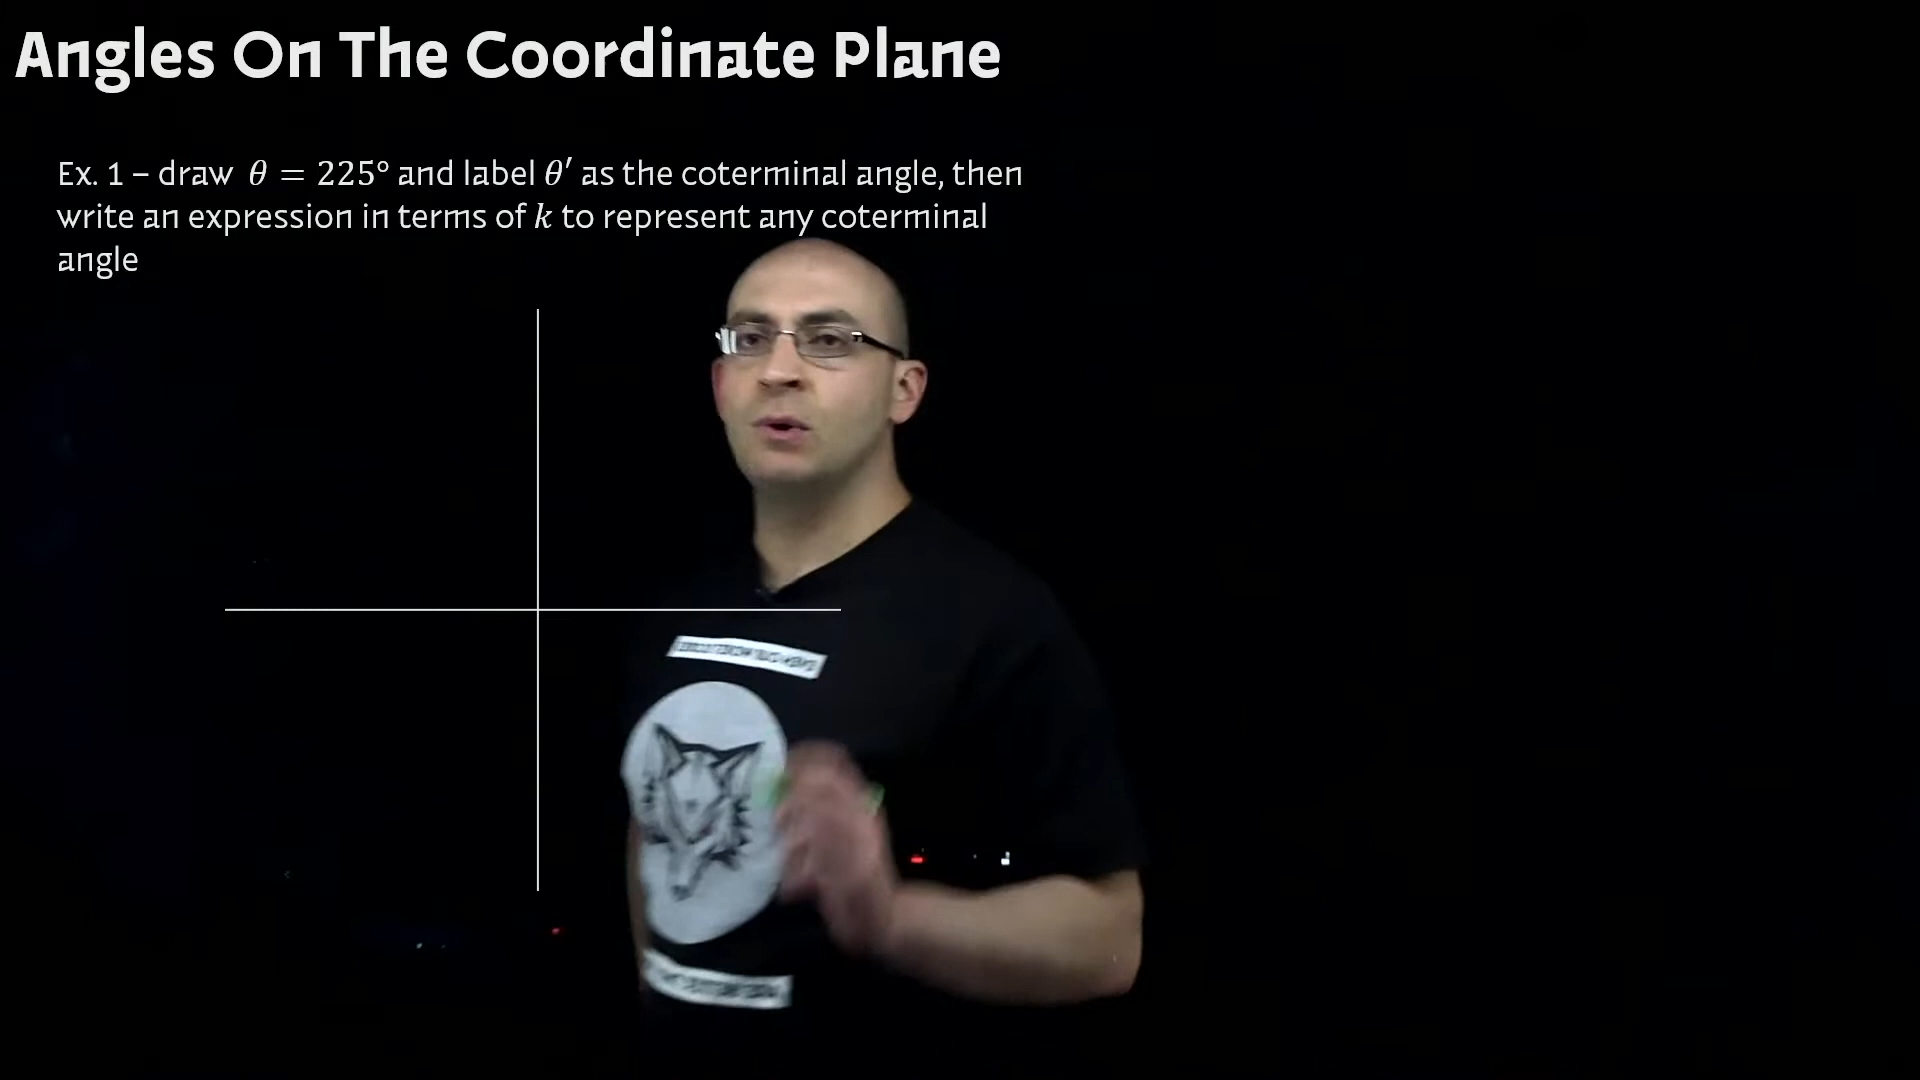 Angles On The Coordinate Plane
Ex. 1 – draw θ = 225° and label θ′ as the coterminal angle, then
write an expression in terms of k to represent any coterminal
angle